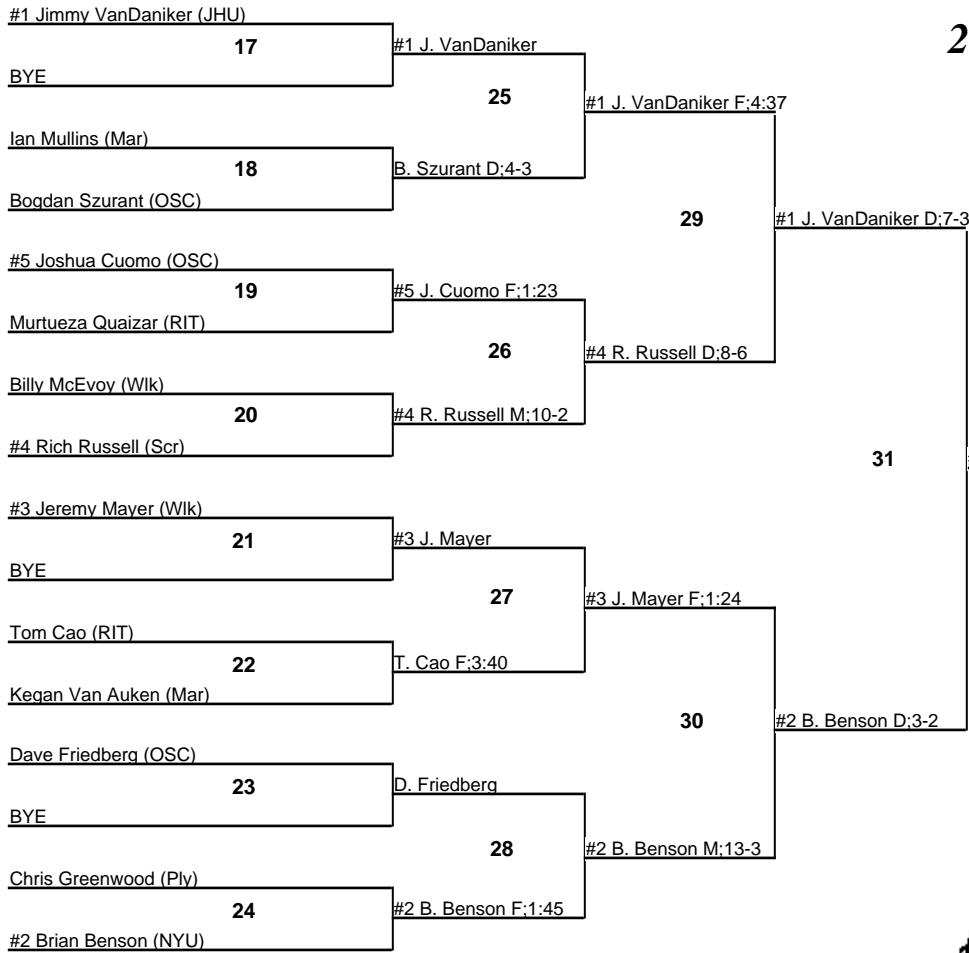 #1 Jimmy VanDaniker (JHU)
17
BYE
#1 J. VanDaniker
2
25
#1 J. VanDaniker F;4:37
Ian Mullins (Mar)
18
Bogdan Szurant (OSC)
B. Szurant D;4-3
29
#1 J. VanDaniker D;7-3
#5 Joshua Cuomo (OSC)
19
Murtueza Quaizar (RIT)
#5 J. Cuomo F;1:23
26
#4 R. Russell D;8-6
Billy McEvoy (Wlk)
20
#4 Rich Russell (Scr)
#4 R. Russell M;10-2
31
#3 Jeremy Mayer (Wlk)
21
BYE
#3 J. Mayer
27
#3 J. Mayer F;1:24
Tom Cao (RIT)
22
Kegan Van Auken (Mar)
T. Cao F;3:40
30
#2 B. Benson D;3-2
Dave Friedberg (OSC)
23
BYE
D. Friedberg
28
#2 B. Benson M;13-3
Chris Greenwood (Ply)
24
#2 Brian Benson (NYU)
#2 B. Benson F;1:45